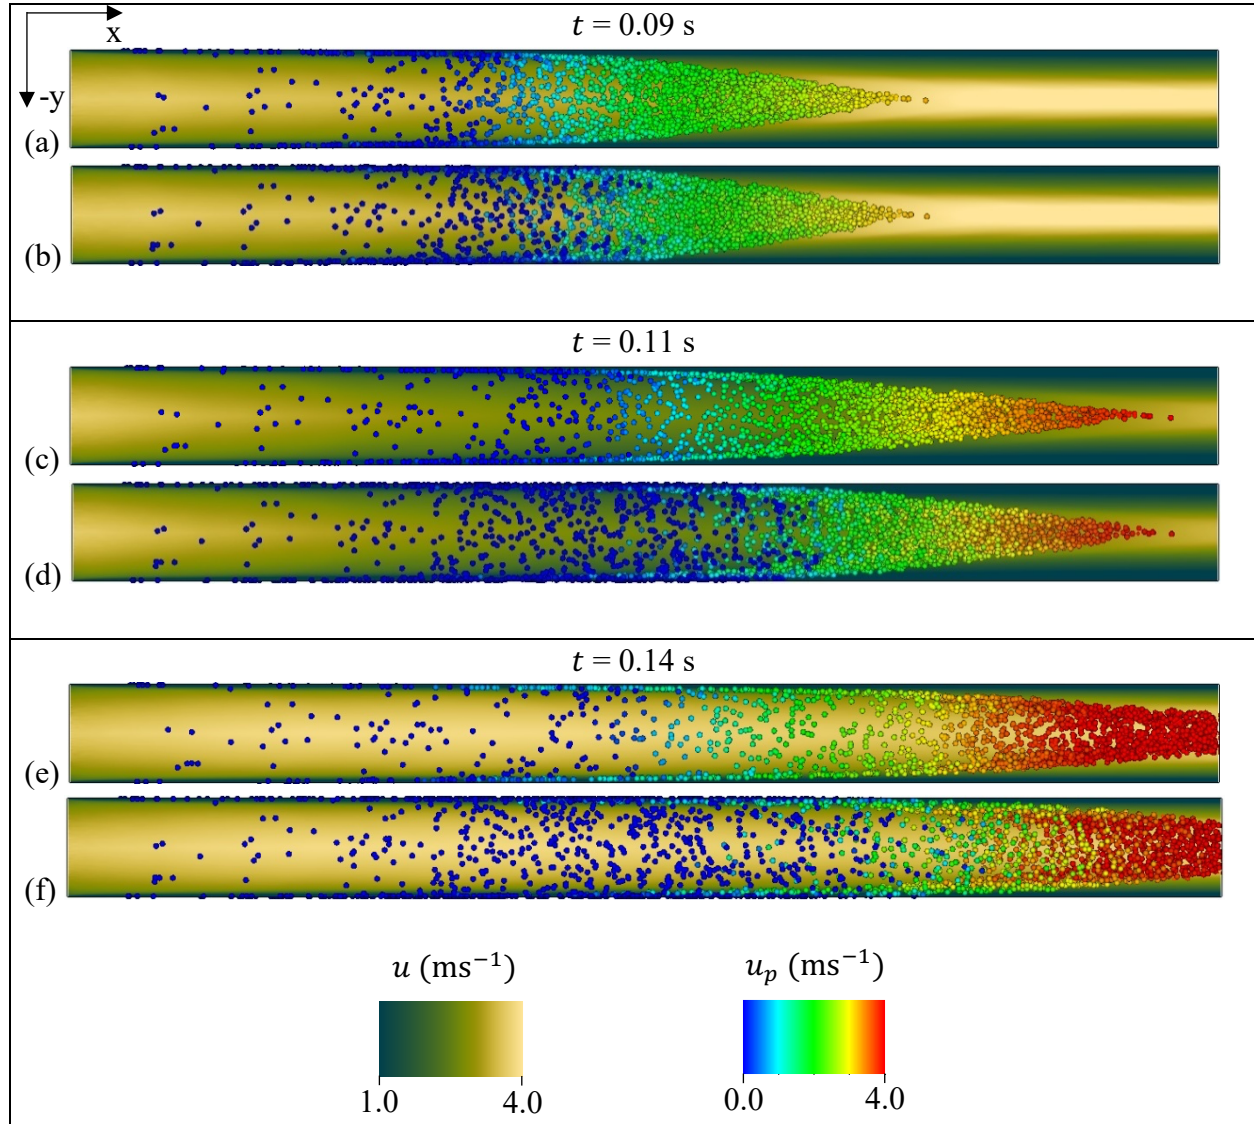 t = 0.09 s
x
-y
(a)
(b)
t = 0.11 s
(c)
(d)
t = 0.14 s
(e)
(f)
u (ms⁻¹)
u_p (ms⁻¹)
1.0 4.0
0.0 4.0